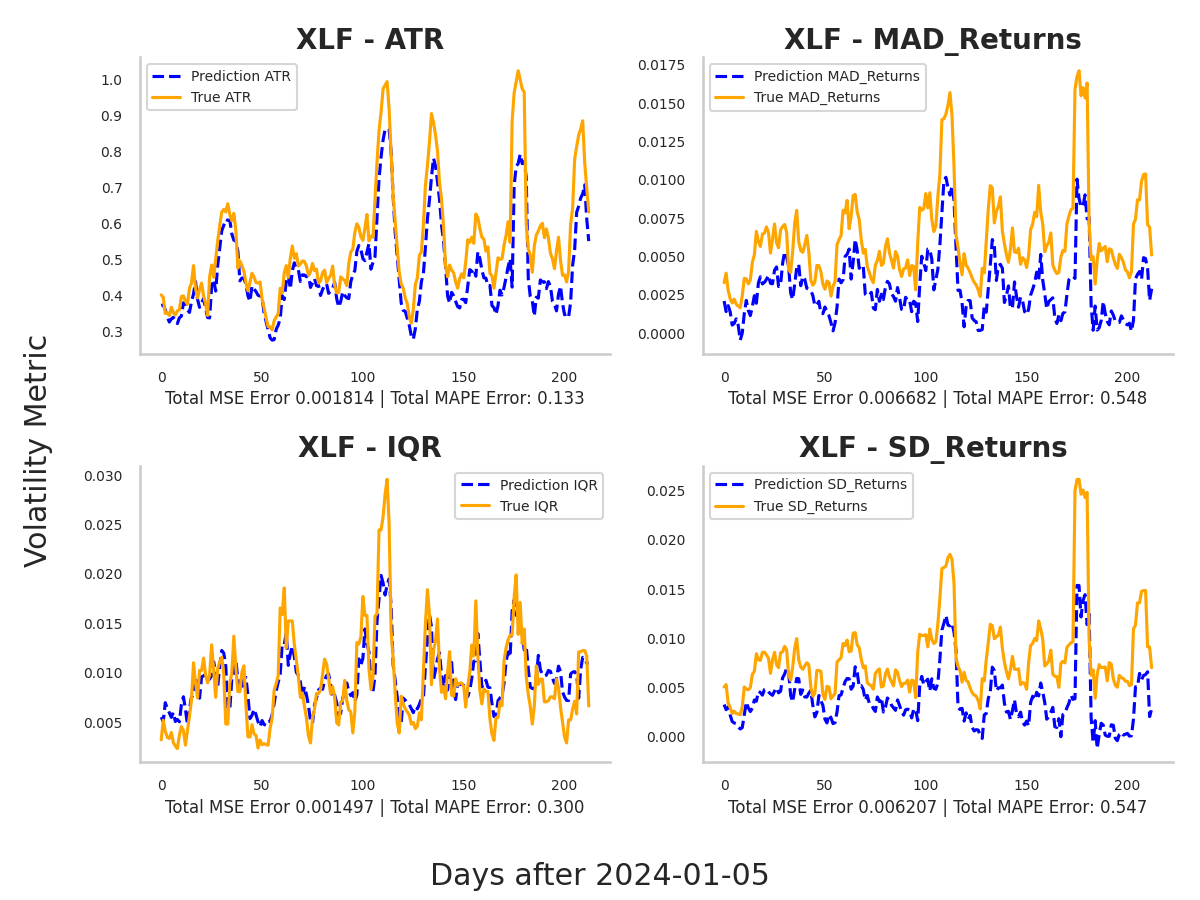 XLF - ATR
Prediction ATR
True ATR
1.0
0.9
0.8
0.7
0.6
0.5
0.4
0.3
0 50 100 150 200
Total MSE Error 0.001814 | Total MAPE Error: 0.133
XLF - MAD_Returns
Prediction MAD_Returns
True MAD_Returns
0.0175
0.0150
0.0125
0.0100
0.0075
0.0050
0.0025
0.0000
0 50 100 150 200
Total MSE Error 0.006682 | Total MAPE Error: 0.548
Volatility Metric
XLF - IQR
Prediction IQR
True IQR
0.030
0.025
0.020
0.015
0.010
0.005
0 50 100 150 200
Total MSE Error 0.001497 | Total MAPE Error: 0.300
XLF - SD_Returns
Prediction SD_Returns
True SD_Returns
0.025
0.020
0.015
0.010
0.005
0.000
0 50 100 150 200
Total MSE Error 0.006207 | Total MAPE Error: 0.547
Days after 2024-01-05